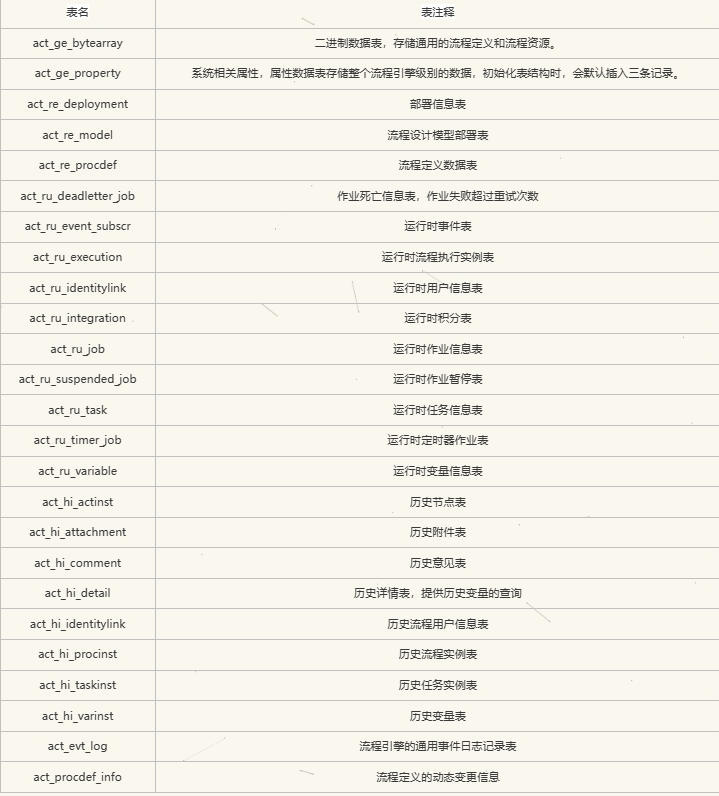 表名 表注释
act_ge_bytearray 二进制数据表，存储通用的流程定义和流程资源。
act_ge_property 系统相关属性，属性数据表存储整个流程引擎级别的数据，初始化表结构时，会默认插入三条记录。
act_re_deployment 部署信息表
act_re_model 流程设计模型部署表
act_re_procdef 流程定义数据表
act_ru_deadletter_job 作业死亡信息表，作业失败超过重试次数
act_ru_event_subscr 运行时事件表
act_ru_execution 运行时流程执行实例表
act_ru_identitylink 运行时用户信息表
act_ru_integration 运行时积分表
act_ru_job 运行时作业信息表
act_ru_suspended_job 运行时作业暂停表
act_ru_task 运行时任务信息表
act_ru_timer_job 运行时定时器作业表
act_ru_variable 运行时变量信息表
act_hi_actinst 历史节点表
act_hi_attachment 历史附件表
act_hi_comment 历史意见表
act_hi_detail 历史详情表，提供历史变量的查询
act_hi_identitylink 历史流程用户信息表
act_hi_procinst 历史流程实例表
act_hi_taskinst 历史任务实例表
act_hi_varinst 历史变量表
act_evt_log 流程引擎的通用事件日志记录表
act_procdef_info 流程定义的动态变更信息